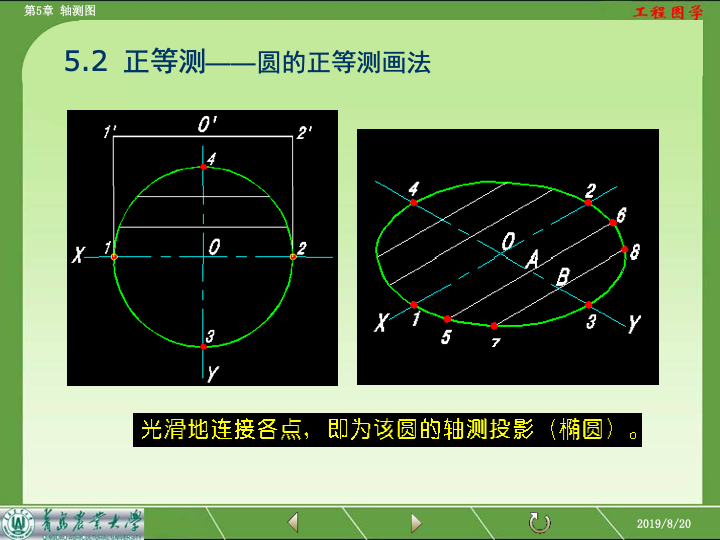 第5章 轴测图
工程图学
5.2 正等测——圆的正等测画法
1' O' 2'
4
X 1 O 2
3
Y
4 2
6
O A 8
B
X 1 3 Y
5 7
光滑地连接各点，即为该圆的轴测投影（椭圆）。
青岛农业大学
2019/8/20